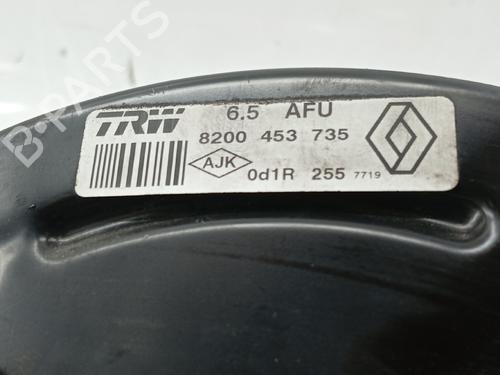 B-PARTS
TRW 6.5 AFU
8200 453 735
AJK 0d1R 255 7719